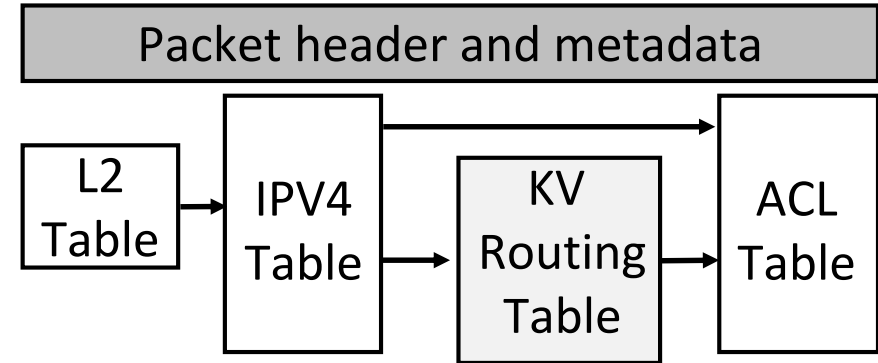 Packet header and metadata
L2
Table
IPV4
Table
KV
Routing
Table
ACL
Table